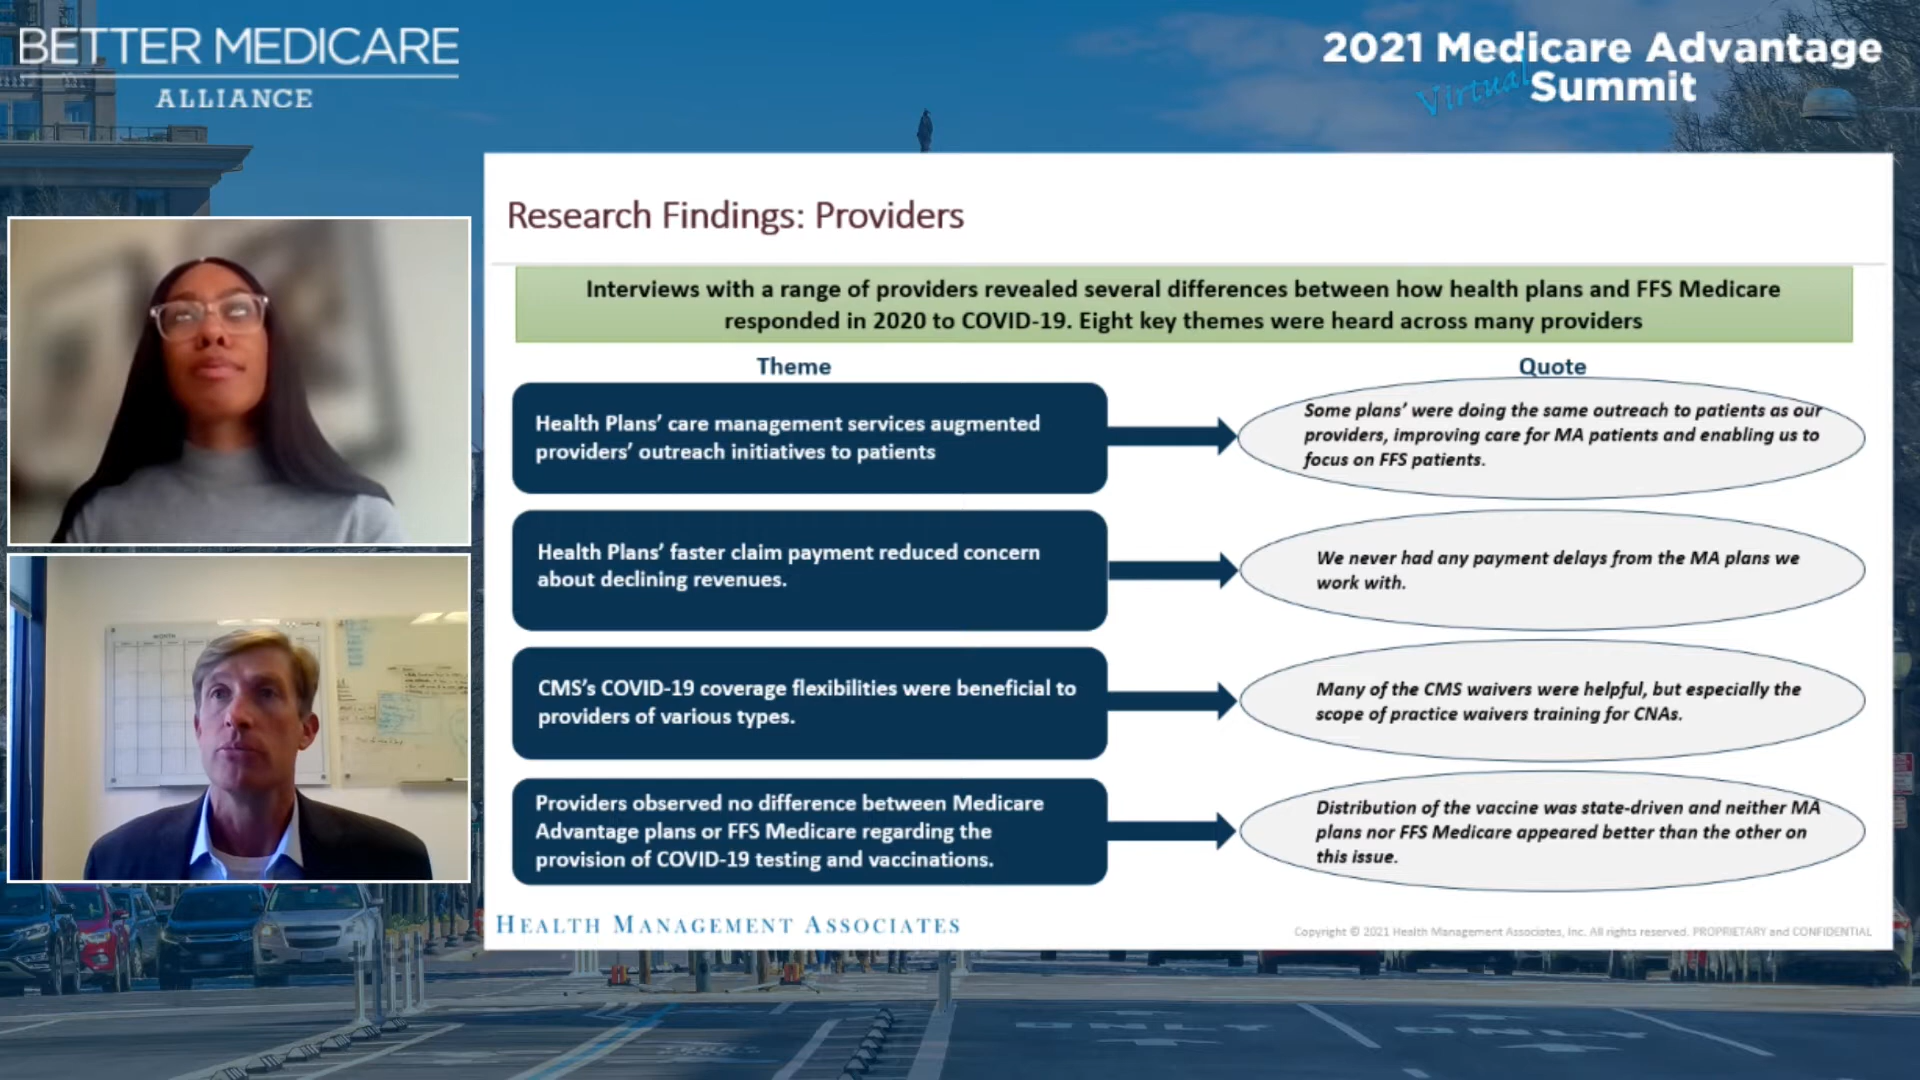 BETTER MEDICARE
ALLIANCE
2021 Medicare Advantage
Virtual Summit
Research Findings: Providers
Interviews with a range of providers revealed several differences between how health plans and FFS Medicare
responded in 2020 to COVID-19. Eight key themes were heard across many providers
Theme
Quote
Health Plans’ care management services augmented
providers’ outreach initiatives to patients
Some plans’ were doing the same outreach to patients as our
providers, improving care for MA patients and enabling us to
focus on FFS patients.
Health Plans’ faster claim payment reduced concern
about declining revenues.
We never had any payment delays from the MA plans we
work with.
CMS’s COVID-19 coverage flexibilities were beneficial to
providers of various types.
Many of the CMS waivers were helpful, but especially the
scope of practice waivers training for CNAs.
Providers observed no difference between Medicare
Advantage plans or FFS Medicare regarding the
provision of COVID-19 testing and vaccinations.
Distribution of the vaccine was state-driven and neither MA
plans nor FFS Medicare appeared better than the other on
this issue.
HEALTH MANAGEMENT ASSOCIATES
Copyright © 2021 Health Management Associates, Inc. All rights reserved. PROPRIETARY and CONFIDENTIAL
MONTH
ONLY
ONLY